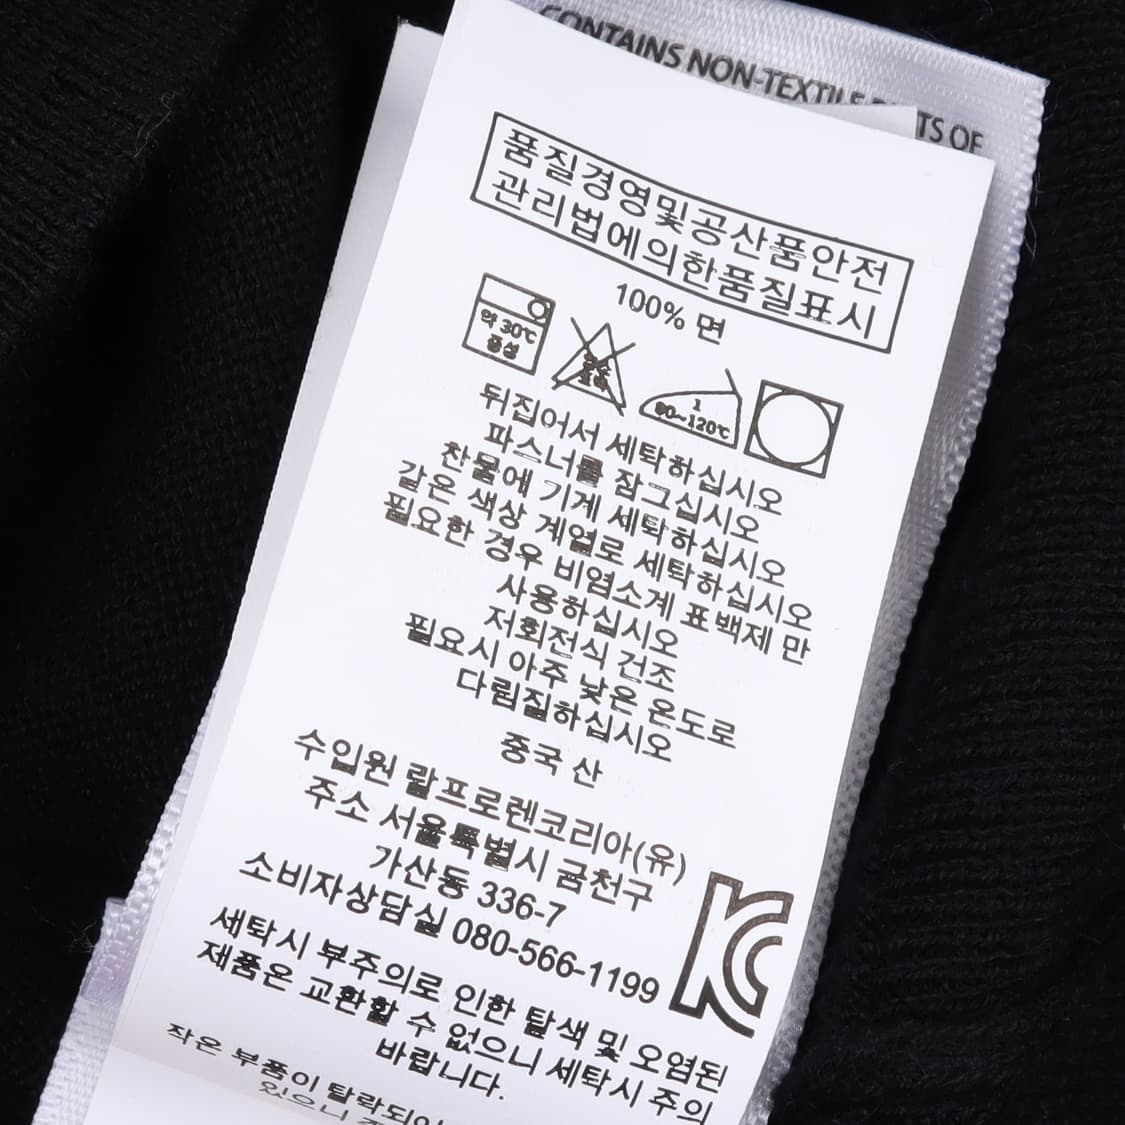 CONTAINS NON-TEXTILE
TS OF
품질경영및공산품안전
관리법에의한품질표시
100% 면
약 30℃
중성
1
80~120℃
뒤집어서 세탁하십시오
파스너를 잠그십시오
찬물에 기계 세탁하십시오
같은 색상 계열로 세탁하십시오
필요한 경우 비염소계 표백제 만
사용하십시오
저회전식 건조
필요시 아주 낮은 온도로
다림질하십시오
중국 산
수입원 랄프로렌코리아(유)
주소 서울특별시 금천구
가산동 336-7
소비자상담실 080-566-1199
세탁시 부주의로 인한 탈색 및 오염된
제품은 교환할 수 없으니 세탁시 주의
바랍니다.
작은 부품이 탈락되어
있으니